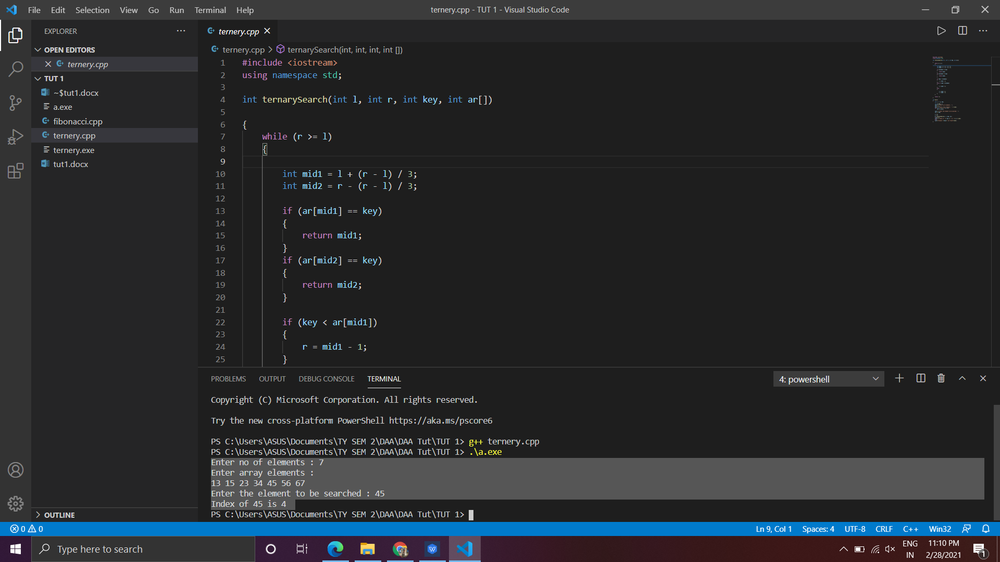 File Edit Selection View Go Run Terminal Help
ternery.cpp - TUT 1 - Visual Studio Code
EXPLORER
OPEN EDITORS
ternery.cpp
TUT 1
~$tut1.docx
a.exe
fibonacci.cpp
ternery.cpp
ternery.exe
tut1.docx
OUTLINE
ternery.cpp
ternery.cpp > ternarySearch(int, int, int, int [])
1 #include <iostream>
2 using namespace std;
3
4 int ternarySearch(int l, int r, int key, int ar[])
5
6 {
7 while (r >= l)
8 {
9
10 int mid1 = l + (r - l) / 3;
11 int mid2 = r - (r - l) / 3;
12
13 if (ar[mid1] == key)
14 {
15 return mid1;
16 }
17 if (ar[mid2] == key)
18 {
19 return mid2;
20 }
21
22 if (key < ar[mid1])
23 {
24 r = mid1 - 1;
25 }
PROBLEMS OUTPUT DEBUG CONSOLE TERMINAL
4: powershell
Copyright (C) Microsoft Corporation. All rights reserved.
Try the new cross-platform PowerShell https://aka.ms/pscore6
PS C:\Users\ASUS\Documents\TY SEM 2\DAA\DAA Tut\TUT 1> g++ ternery.cpp
PS C:\Users\ASUS\Documents\TY SEM 2\DAA\DAA Tut\TUT 1> .\a.exe
Enter no of elements : 7
Enter array elements :
13 15 23 34 45 56 67
Enter the element to be searched : 45
Index of 45 is 4
PS C:\Users\ASUS\Documents\TY SEM 2\DAA\DAA Tut\TUT 1>
0 0
Ln 9, Col 1 Spaces: 4 UTF-8 CRLF C++ Win32
Type here to search
ENG
IN
11:10 PM
2/28/2021
1